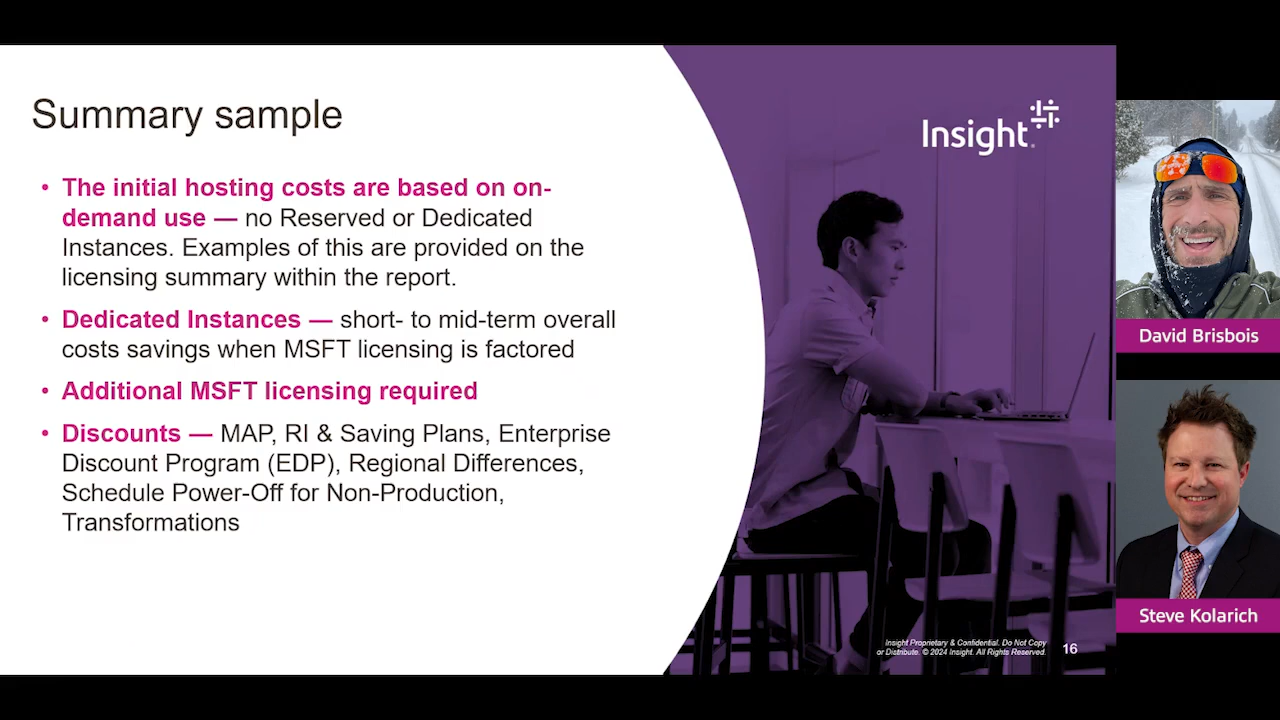 Summary sample
Insight
• The initial hosting costs are based on on-
demand use — no Reserved or Dedicated
Instances. Examples of this are provided on the
licensing summary within the report.
• Dedicated Instances — short- to mid-term overall
costs savings when MSFT licensing is factored
• Additional MSFT licensing required
• Discounts — MAP, RI & Saving Plans, Enterprise
Discount Program (EDP), Regional Differences,
Schedule Power-Off for Non-Production,
Transformations
Insight Proprietary & Confidential. Do Not Copy
or Distribute. © 2024 Insight. All Rights Reserved.
16
David Brisbois
Steve Kolarich